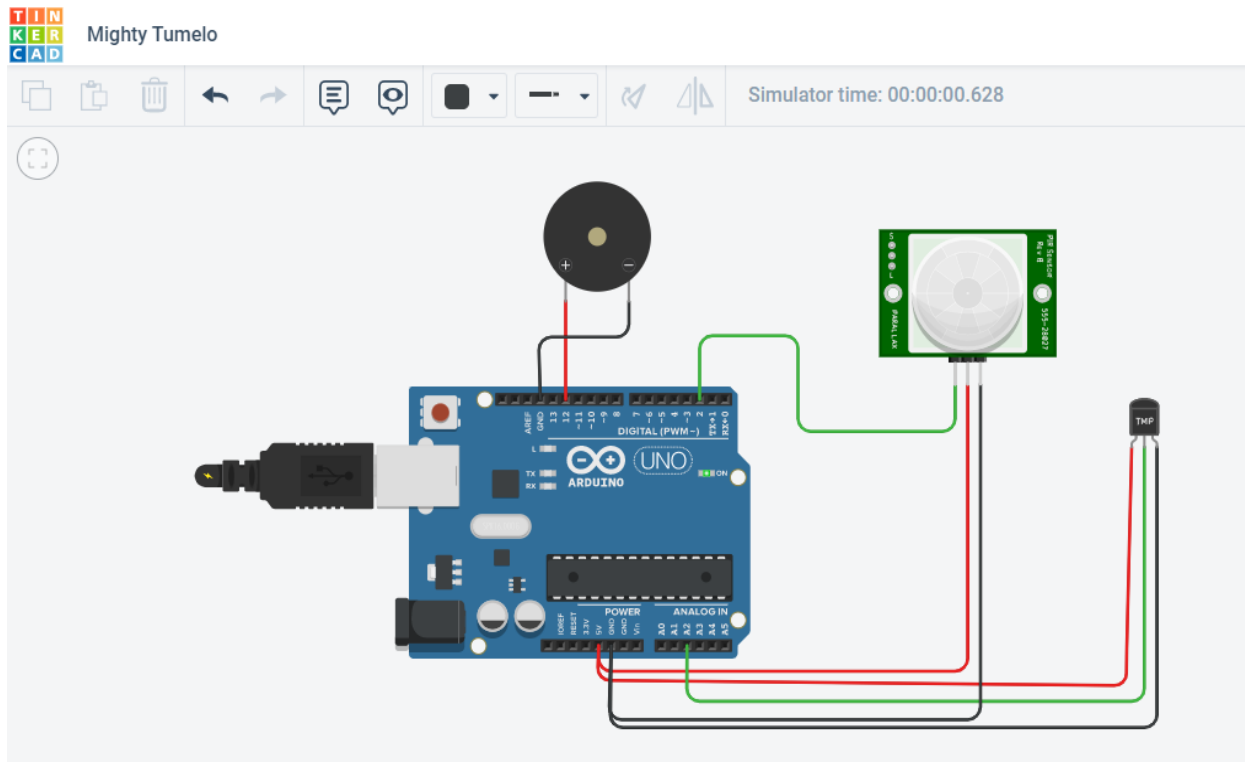 TIN
KER
CAD
Mighty Tumelo
Simulator time: 00:00:00.628
+
−
S
L
PIR SENSOR
Rev B
PARALLAX
555-28027
TMP
AREF
GND
13
12
~11
~10
~9
8
7
~6
~5
4
~3
2
TX→1
RX←0
DIGITAL (PWM~)
L
TX
RX
ARDUINO
UNO
ON
POWER
ANALOG IN
IOREF
RESET
3.3V
5V
GND
GND
Vin
A0
A1
A2
A3
A4
A5